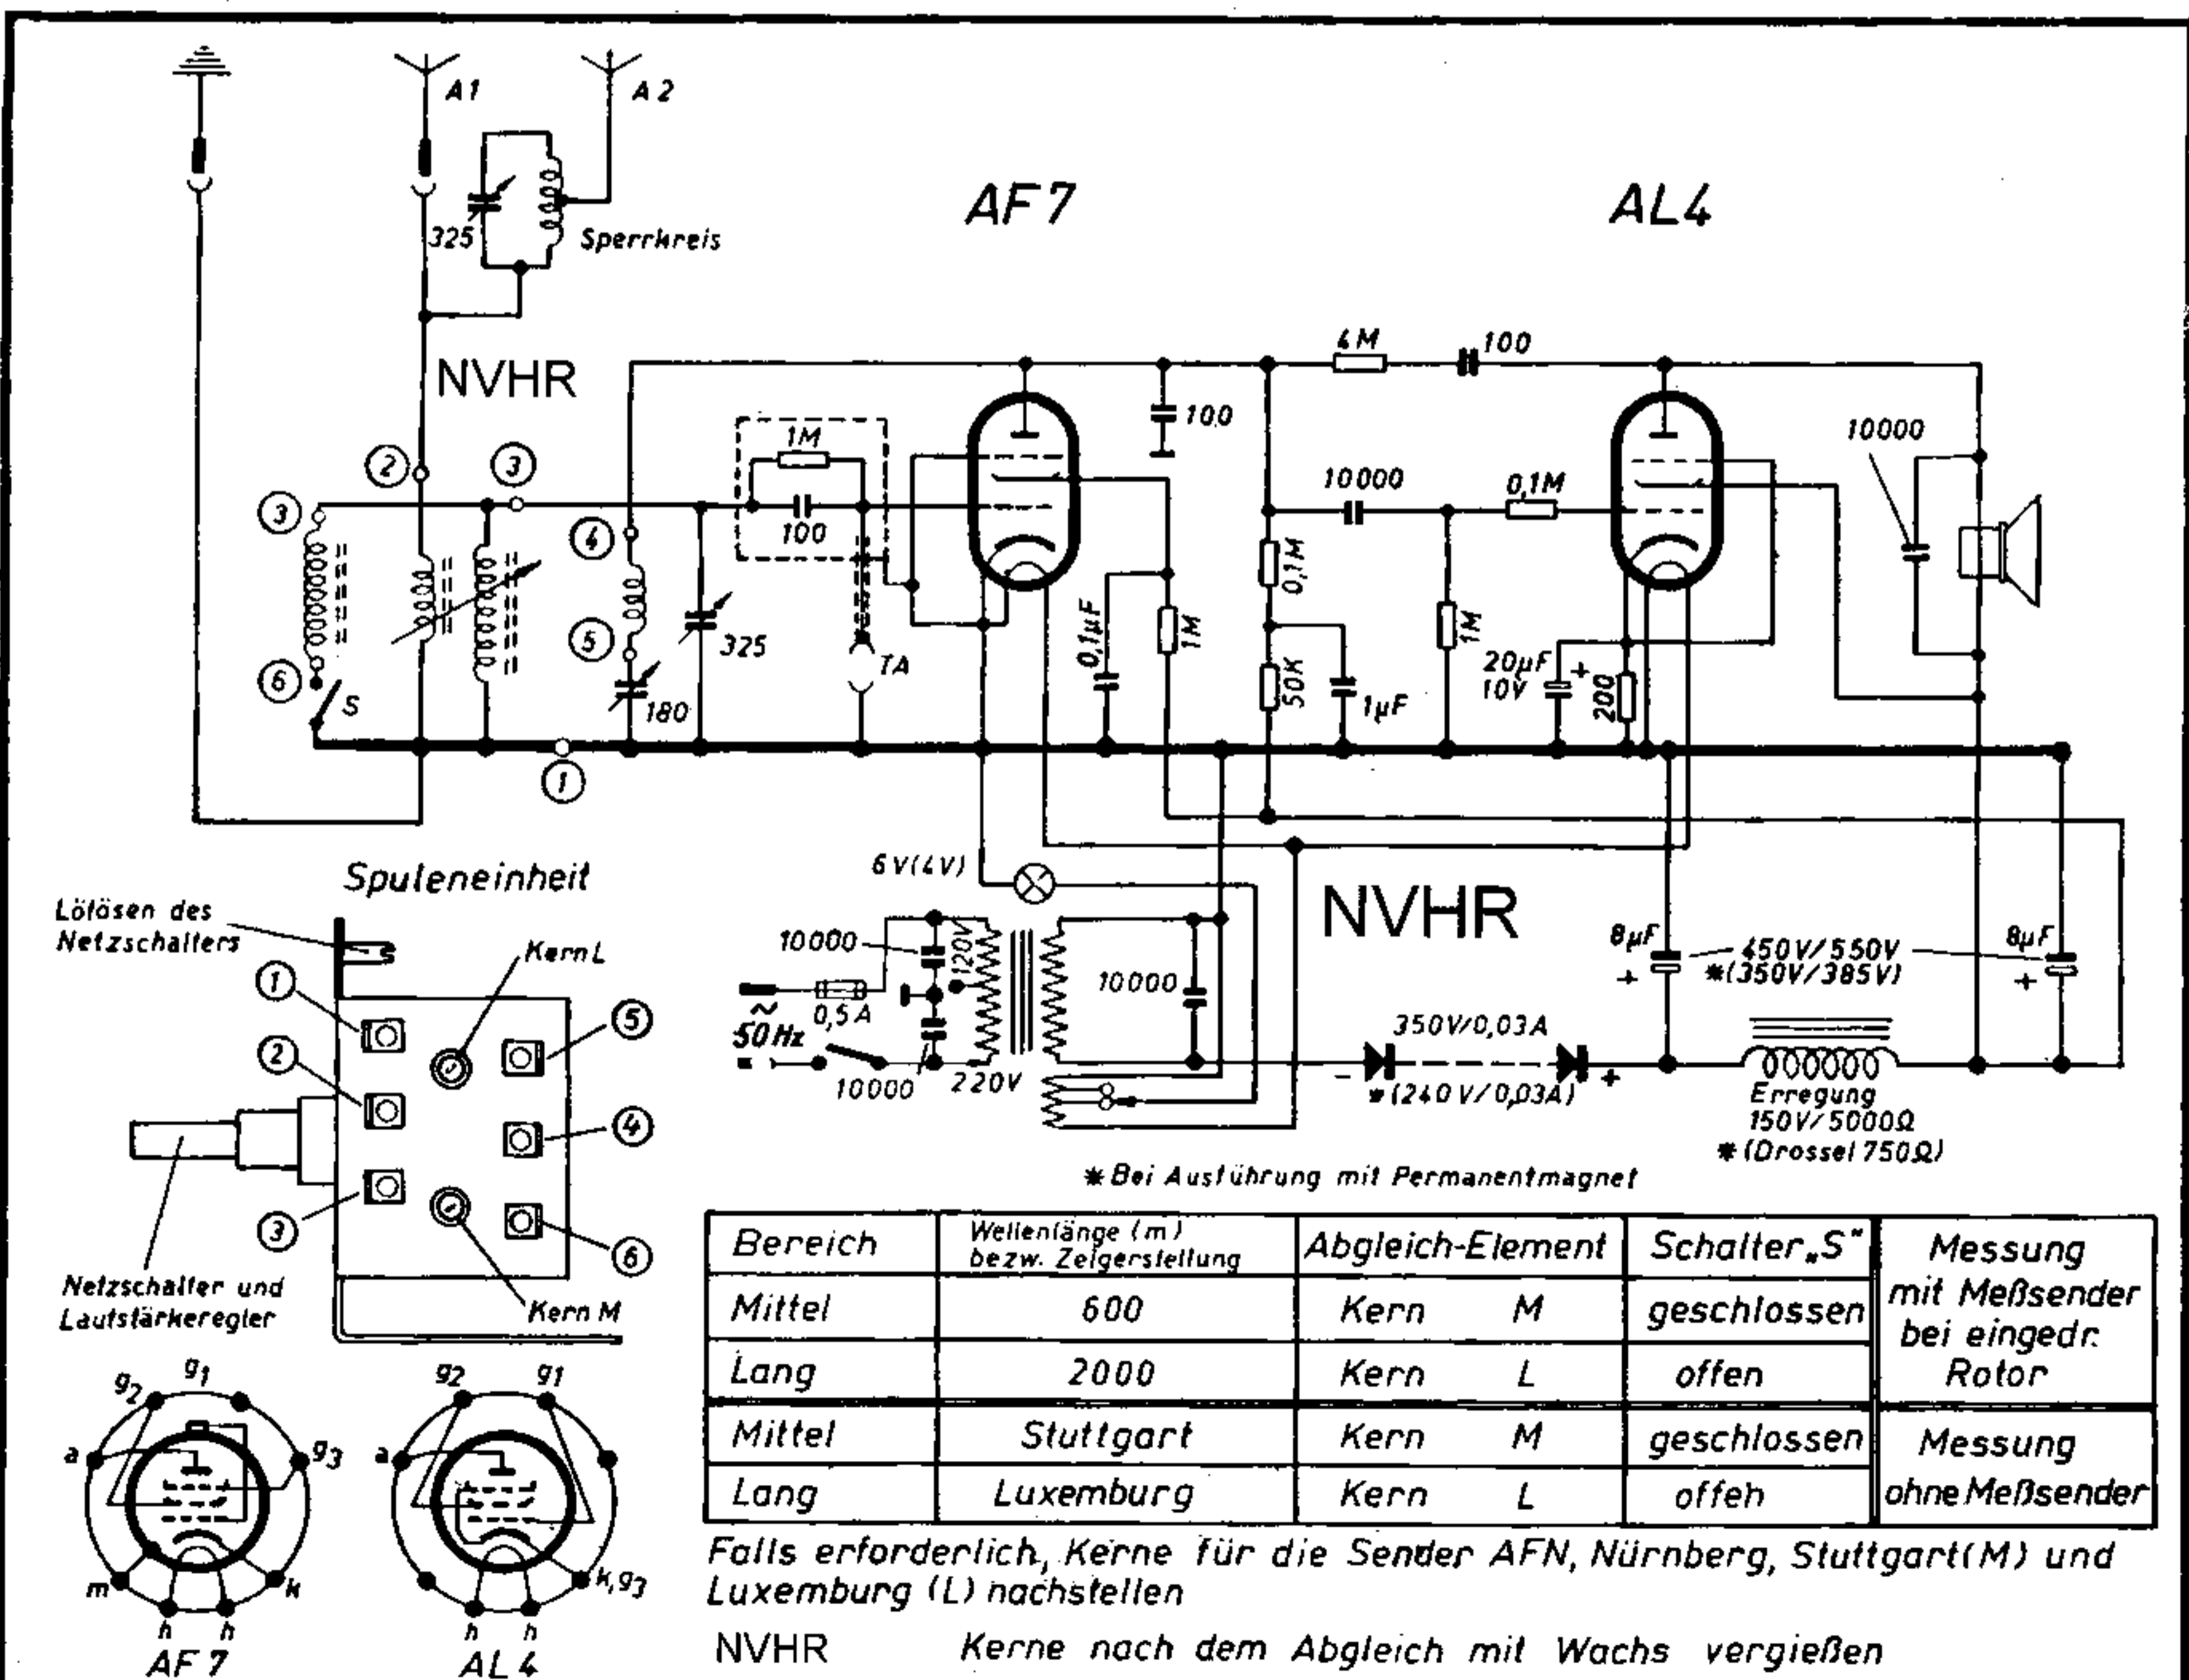 A1
A2
325
Sperrkreis
AF7
AL4
NVHR
4M
100
100
1M
100
2
3
3
4
5
6
S
1
180
325
TA
0,1µF
1M
0,1M
50K
1µF
10000
0,1M
1M
20µF
10V
+
200
10000
Spuleneinheit
Lötösen des
Netzschalters
Kern L
1
2
3
5
4
6
Netzschalter und
Lautstärkeregler
Kern M
6V(4V)
NVHR
10000
120V
0,5A
~
50Hz
10000
220V
10000
8µF
+
450V/550V
*(350V/385V)
8µF
+
350V/0,03A
-
+
*(240V/0,03A)
Erregung
150V/5000Ω
*(Drossel 750Ω)
*Bei Ausführung mit Permanentmagnet
Bereich
Wellenlänge (m)
bezw. Zeigerstellung
Abgleich-Element
Schalter „S"
Messung
mit Meßsender
bei eingedr.
Rotor
Mittel 600 Kern M geschlossen
Lang 2000 Kern L offen
Mittel Stuttgart Kern M geschlossen
Lang Luxemburg Kern L offeh
Messung
ohne Meßsender
Falls erforderlich, Kerne für die Sender AFN, Nürnberg, Stuttgart(M) und
Luxemburg (L) nachstellen
NVHR Kerne nach dem Abgleich mit Wachs vergießen
g2
g1
a
g3
m
k
h
h
AF7
g2
g1
a
k,g3
h
h
AL4